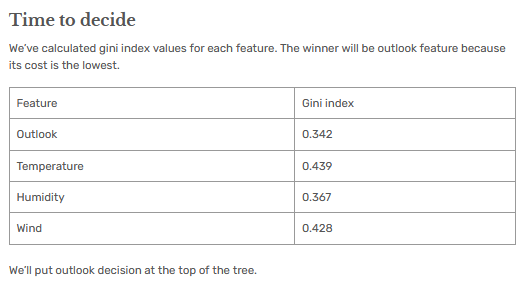 Time to decide
We've calculated gini index values for each feature. The winner will be outlook feature because
its cost is the lowest.
Feature Gini index
Outlook 0.342
Temperature 0.439
Humidity 0.367
Wind 0.428
We'll put outlook decision at the top of the tree.